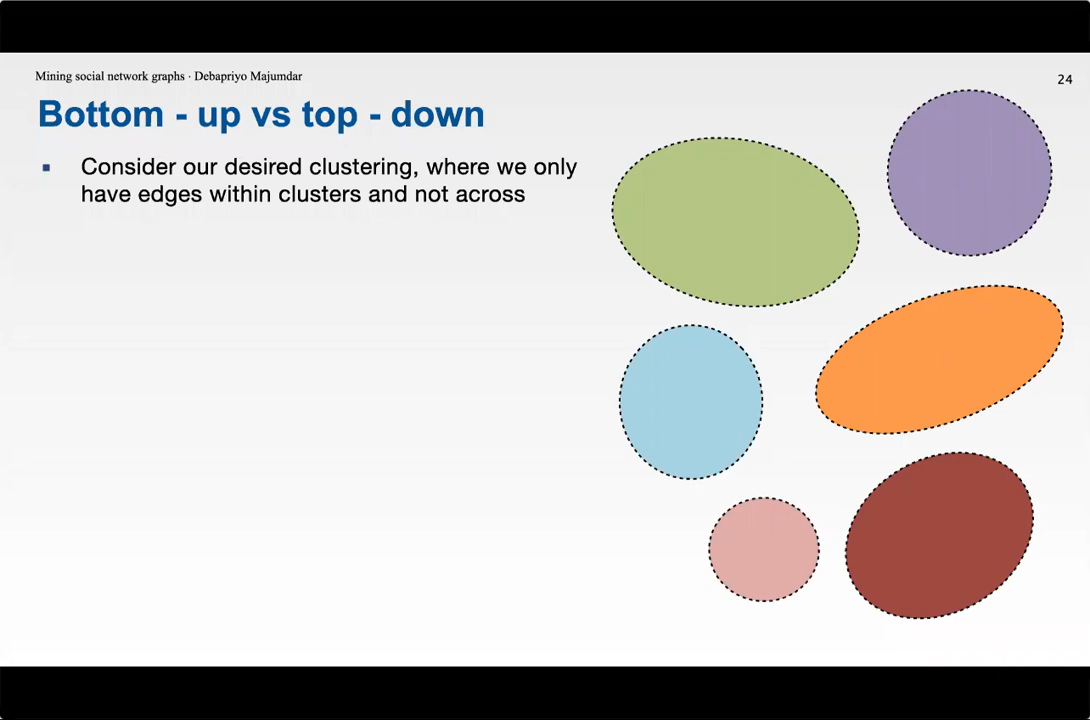 Mining social network graphs · Debapriyo Majumdar
24
Bottom - up vs top - down
▪ Consider our desired clustering, where we only
have edges within clusters and not across